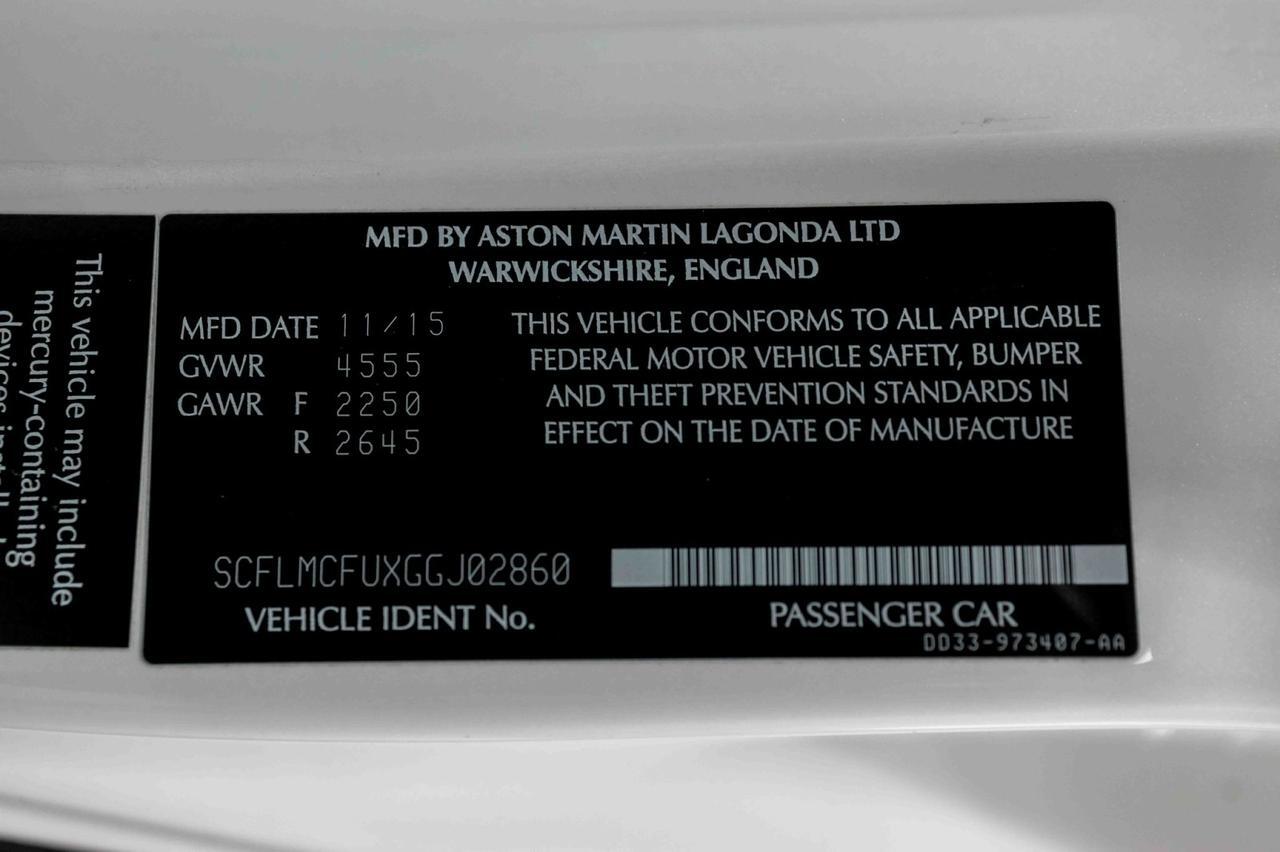 MFD BY ASTON MARTIN LAGONDA LTD
WARWICKSHIRE, ENGLAND
MFD DATE 11/15
GVWR 4555
GAWR F 2250
R 2645
THIS VEHICLE CONFORMS TO ALL APPLICABLE
FEDERAL MOTOR VEHICLE SAFETY, BUMPER
AND THEFT PREVENTION STANDARDS IN
EFFECT ON THE DATE OF MANUFACTURE
SCFLMCFUXGGJ02860
VEHICLE IDENT No.
PASSENGER CAR
DD33-973407-AA
This vehicle may include
mercury-containing
devices